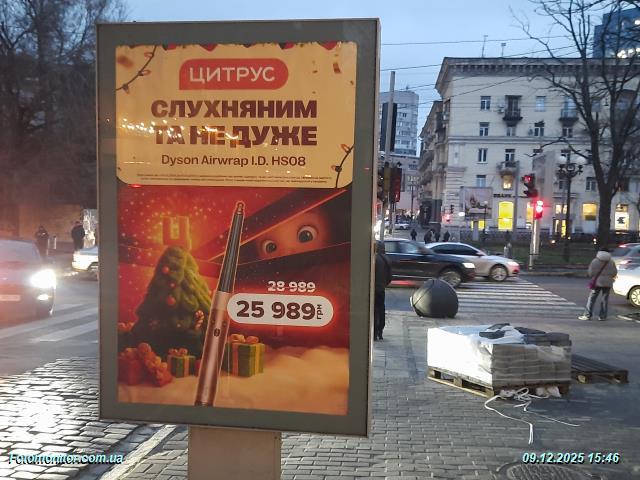 ЦИТРУС
СЛУХНЯНИМ
ТА НЕ ДУЖЕ
Dyson Airwrap I.D. HS08
28 989
25 989 грн
Fotomonitor.com.ua
09.12.2025 15:46